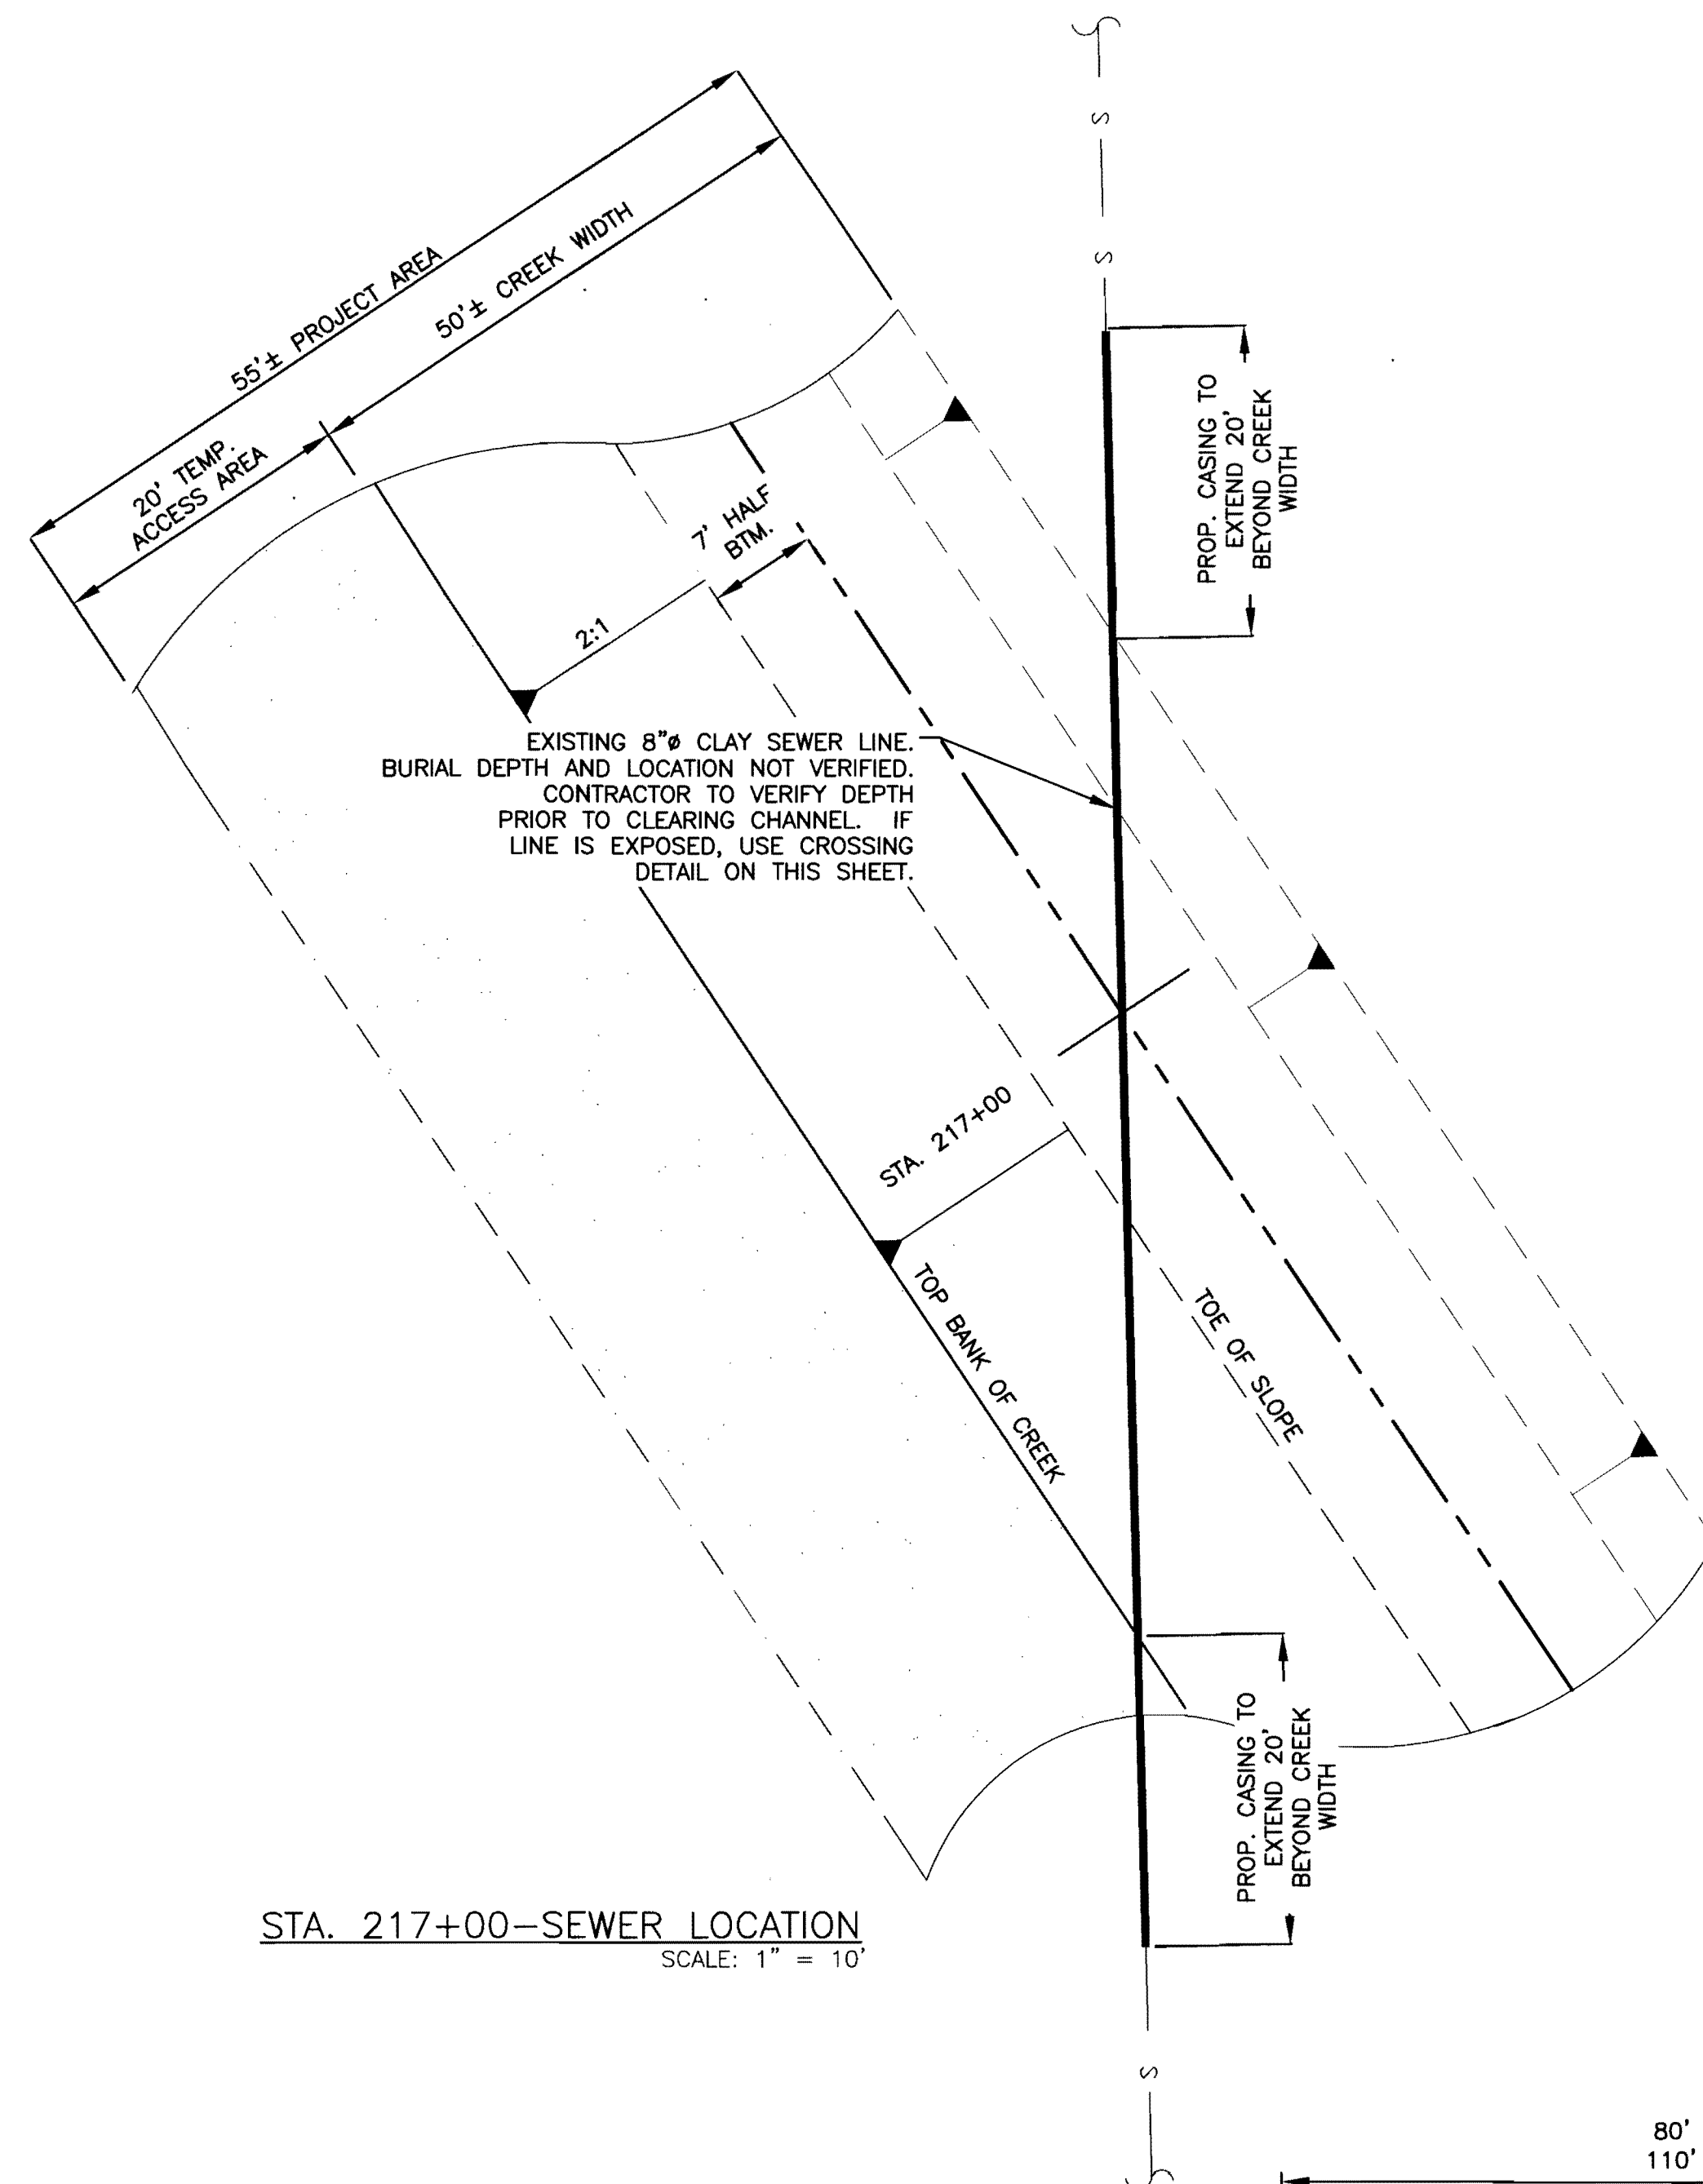 S
S
55'± PROJECT AREA
50'± CREEK WIDTH
20' TEMP.
ACCESS AREA
7' HALF
BTM.
2:1
PROP. CASING TO
EXTEND 20'
BEYOND CREEK
WIDTH
EXISTING 8"ø CLAY SEWER LINE.
BURIAL DEPTH AND LOCATION NOT VERIFIED.
CONTRACTOR TO VERIFY DEPTH
PRIOR TO CLEARING CHANNEL. IF
LINE IS EXPOSED, USE CROSSING
DETAIL ON THIS SHEET.
STA. 217+00
TOP BANK OF CREEK
TOE OF SLOPE
PROP. CASING TO
EXTEND 20'
BEYOND CREEK
WIDTH
STA. 217+00-SEWER LOCATION
SCALE: 1" = 10'
S
80'
110'